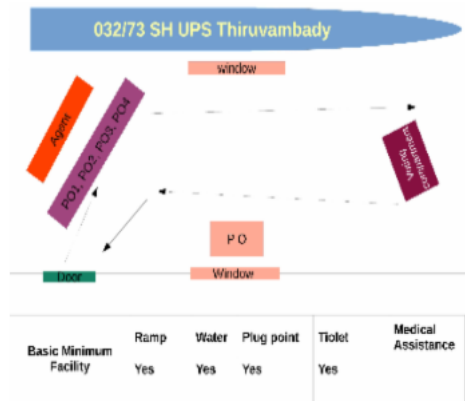 032/73 SH UPS Thiruvambady
window
Agent
PO1, PO2, PO3, PO4
Voting
compartment
P O
Door
Window
Basic Minimum
Facility
Ramp
Water
Plug point
Tiolet
Medical
Assistance
Yes
Yes
Yes
Yes